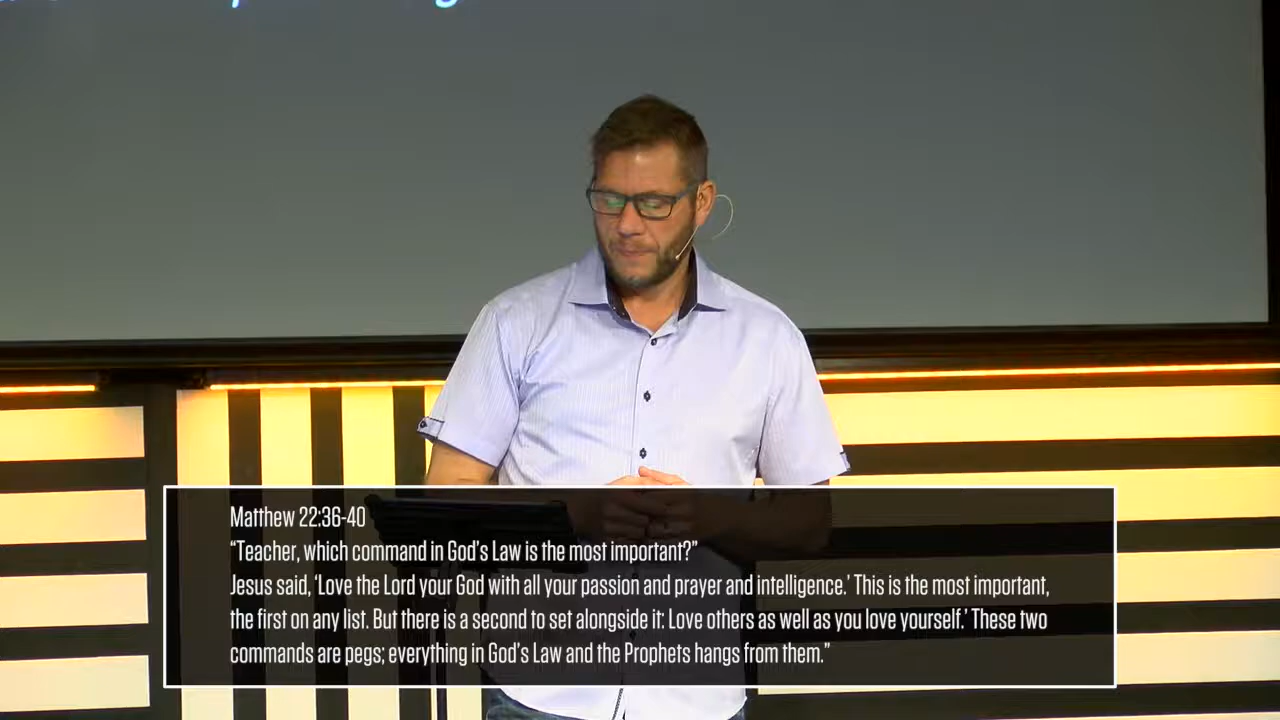 Matthew 22:36-40
“Teacher, which command in God’s Law is the most important?”
Jesus said, ‘Love the Lord your God with all your passion and prayer and intelligence.’ This is the most important,
the first on any list. But there is a second to set alongside it: Love others as well as you love yourself.’ These two
commands are pegs; everything in God’s Law and the Prophets hangs from them.”